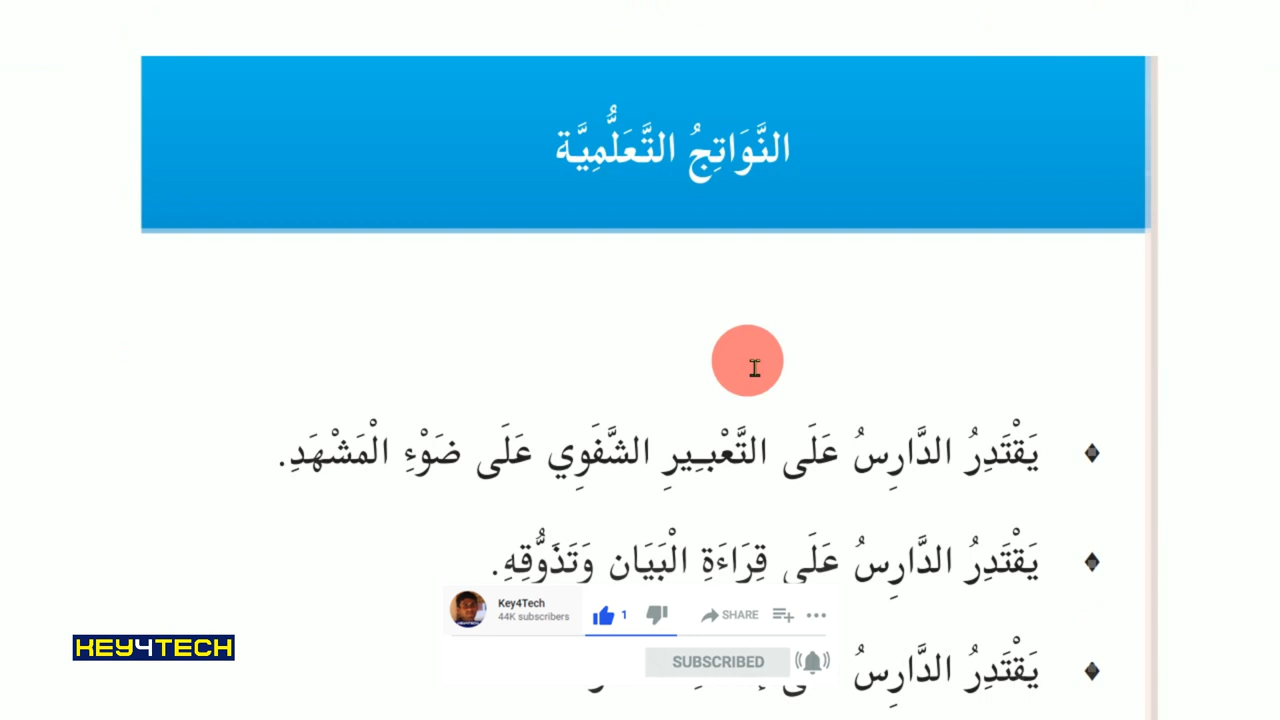 النَّوَاتِجُ التَّعَلُّمِيَّة
يَقْتَدِرُ الدَّارِسُ عَلَى التَّعْبِيرِ الشَّفَوِي عَلَى ضَوْءِ الْمَشْهَدِ.
يَقْتَدِرُ الدَّارِسُ عَلَى قِرَاءَةِ الْبَيَان وَتَذَوُّقِهِ.
Key4Tech
44K subscribers
1
SHARE
KEY4TECH
SUBSCRIBED
يَقْتَدِرُ الدَّارِسُ